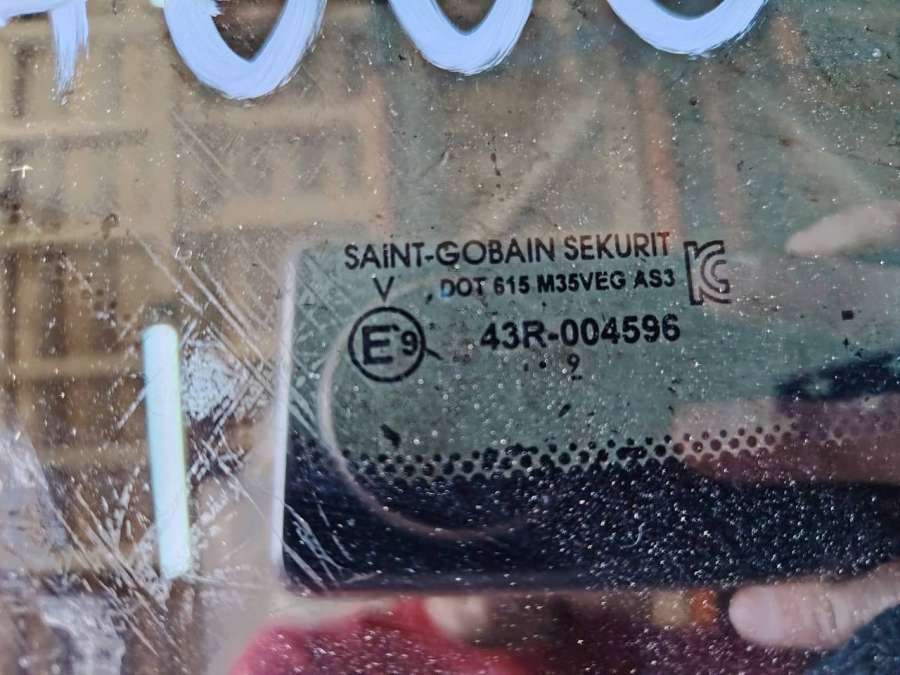 SAINT-GOBAIN SEKURIT
V DOT 615 M35VEG AS3
E9 43R-004596
.. 9